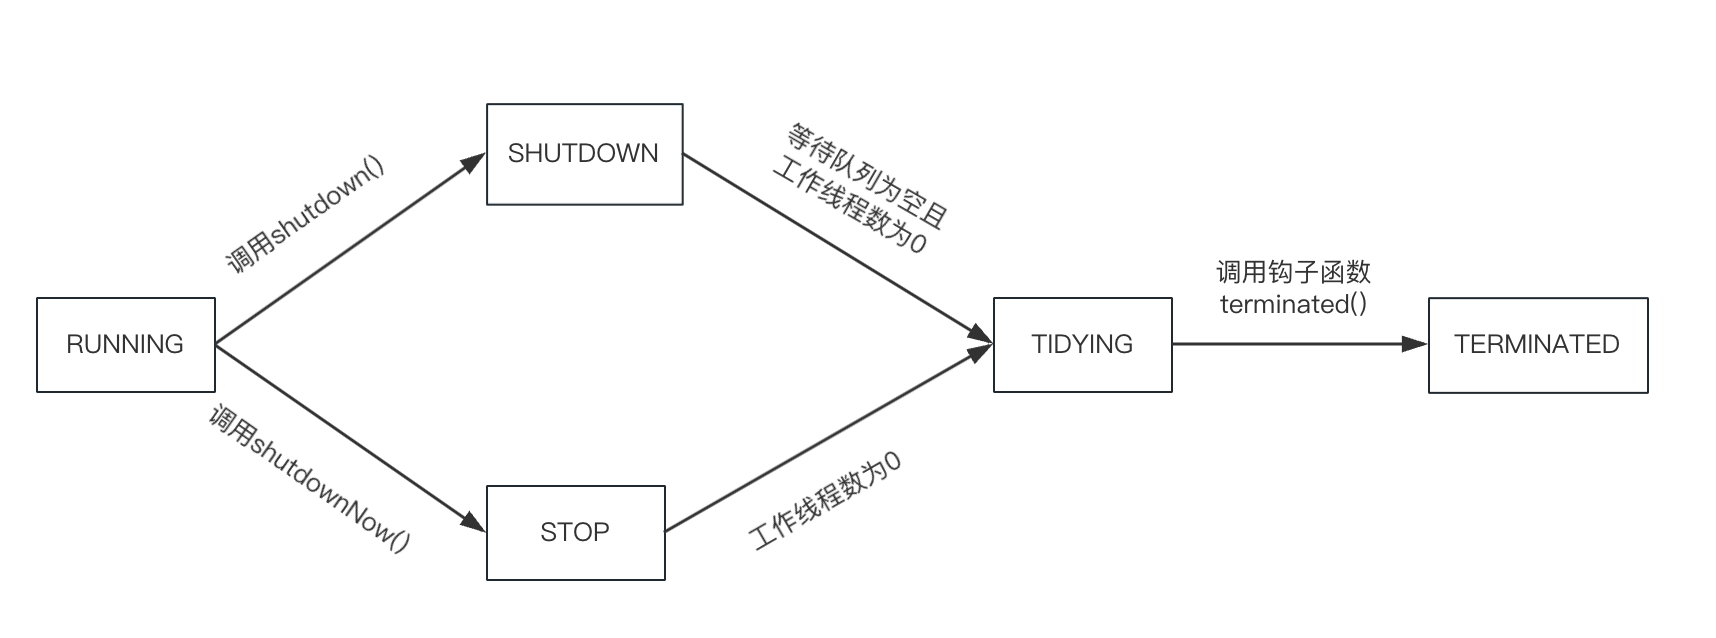 RUNNING
调用shutdown()
SHUTDOWN
等待队列为空且
工作线程数为0
调用shutdownNow()
STOP
工作线程数为0
TIDYING
调用钩子函数
terminated()
TERMINATED